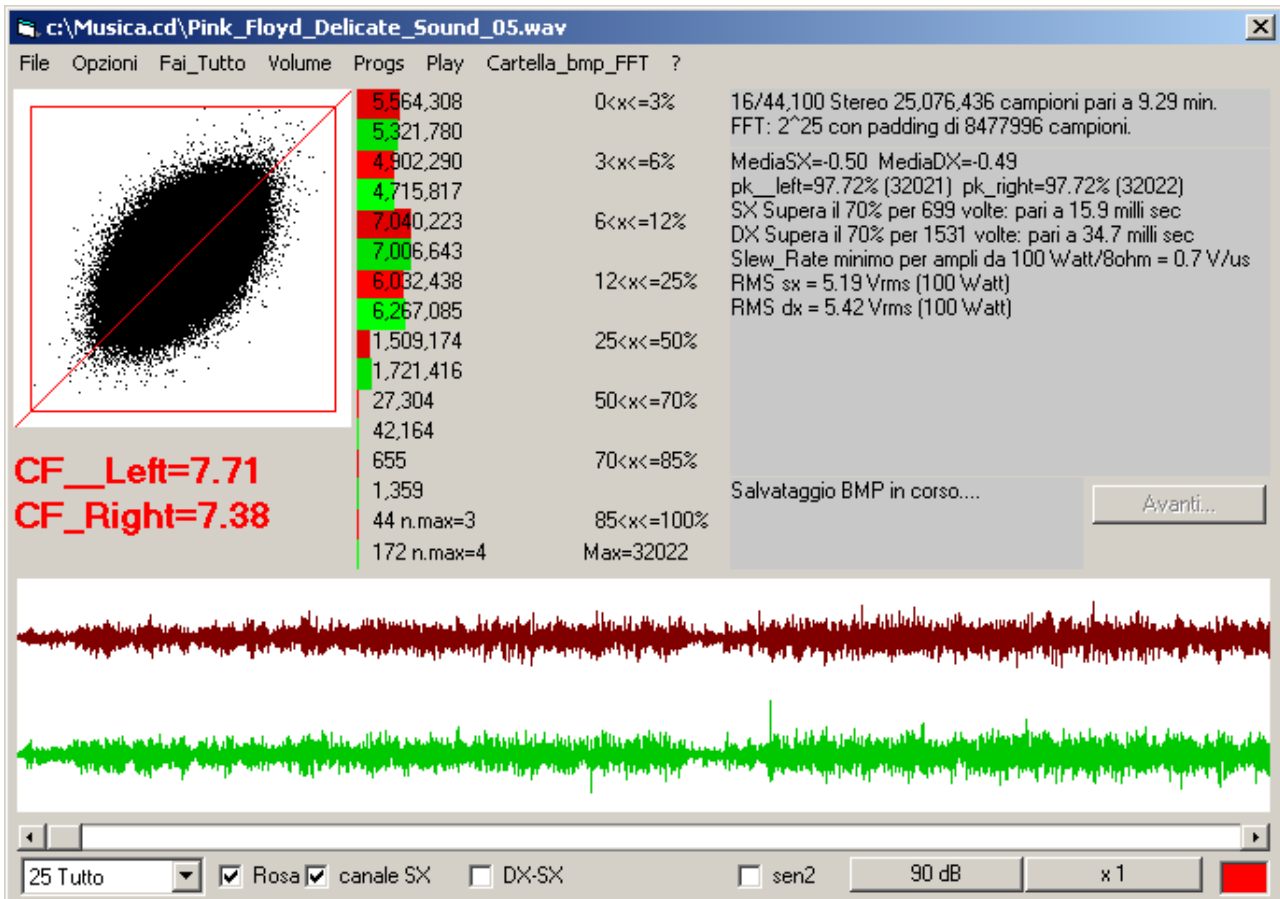 c:\Musica.cd\Pink_Floyd_Delicate_Sound_05.wav
File Opzioni Fai_Tutto Volume Progs Play Cartella_bmp_FFT ?
5,564,308 0<x<=3%
5,321,780
4,902,290 3<x<=6%
4,715,817
7,040,223 6<x<=12%
7,006,643
6,032,438 12<x<=25%
6,267,085
1,509,174 25<x<=50%
1,721,416
27,304 50<x<=70%
42,164
655 70<x<=85%
1,359
44 n.max=3 85<x<=100%
172 n.max=4 Max=32022
16/44,100 Stereo 25,076,436 campioni pari a 9.29 min.
FFT: 2^25 con padding di 8477996 campioni.
MediaSX=-0.50 MediaDX=-0.49
pk__left=97.72% (32021) pk_right=97.72% (32022)
SX Supera il 70% per 699 volte: pari a 15.9 milli sec
DX Supera il 70% per 1531 volte: pari a 34.7 milli sec
Slew_Rate minimo per ampli da 100 Watt/8ohm = 0.7 V/us
RMS sx = 5.19 Vrms (100 Watt)
RMS dx = 5.42 Vrms (100 Watt)
CF__Left=7.71
CF_Right=7.38
Salvataggio BMP in corso....
Avanti...
25 Tutto Rosa canale SX DX-SX sen2 90 dB x 1